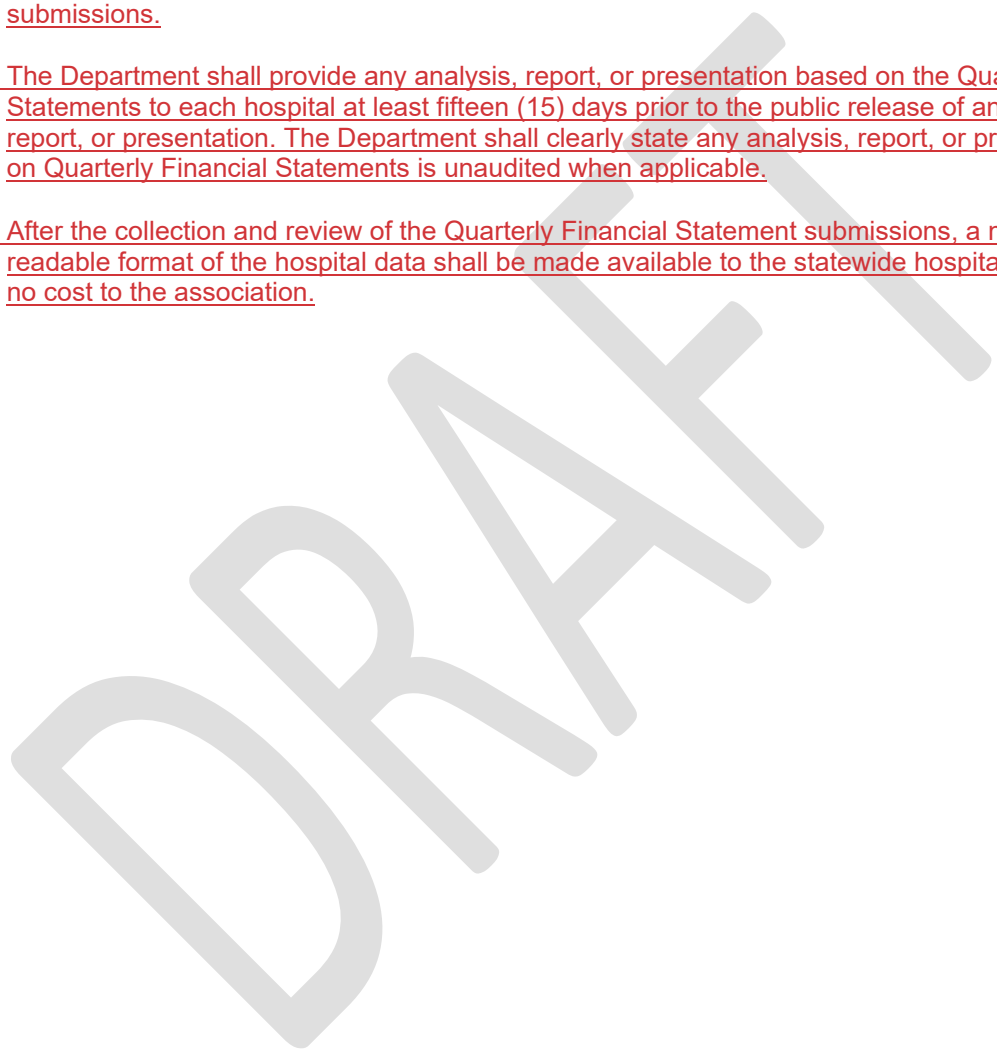 submissions.
The Department shall provide any analysis, report, or presentation based on the
Statements to each hospital at least fifteen (15) days prior to the public release of
report, or presentation. The Department shall clearly state any analysis, report, or
on Quarterly Financial Statements is unaudited when applicable.
After the collection and review of the Quarterly Financial Statement submissions, a
readable format of the hospital data shall be made available to the statewide
no cost to the association.
DRAFT